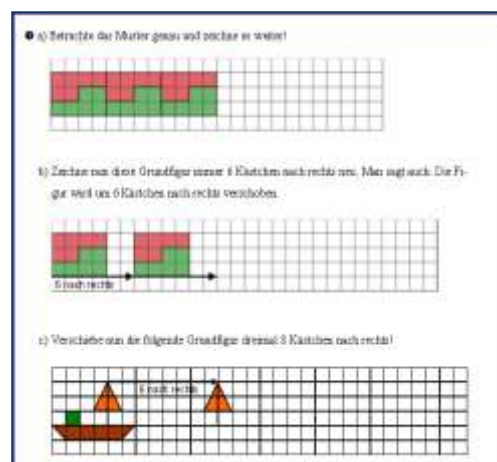 ❶ a) Betrachte das Muster genau und zeichne es weiter!
b) Zeichne nun diese Grundfigur immer 6 Kästchen nach rechts neu. Man sagt auch: Die Fi-
gur wird um 6 Kästchen nach rechts verschoben.
6 nach rechts
c) Verschiebe nun die folgende Grundfigur dreimal 8 Kästchen nach rechts!
nach rechts